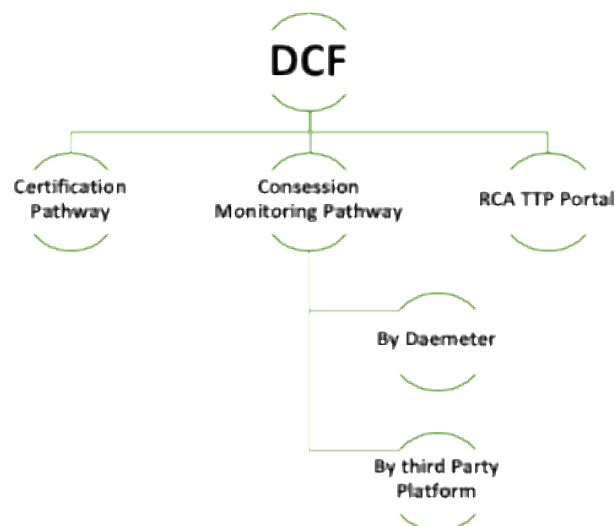 DCF
Certification
Pathway
Consession
Monitoring Pathway
RCA TTP Portal
By Daemeter
By third Party
Platform